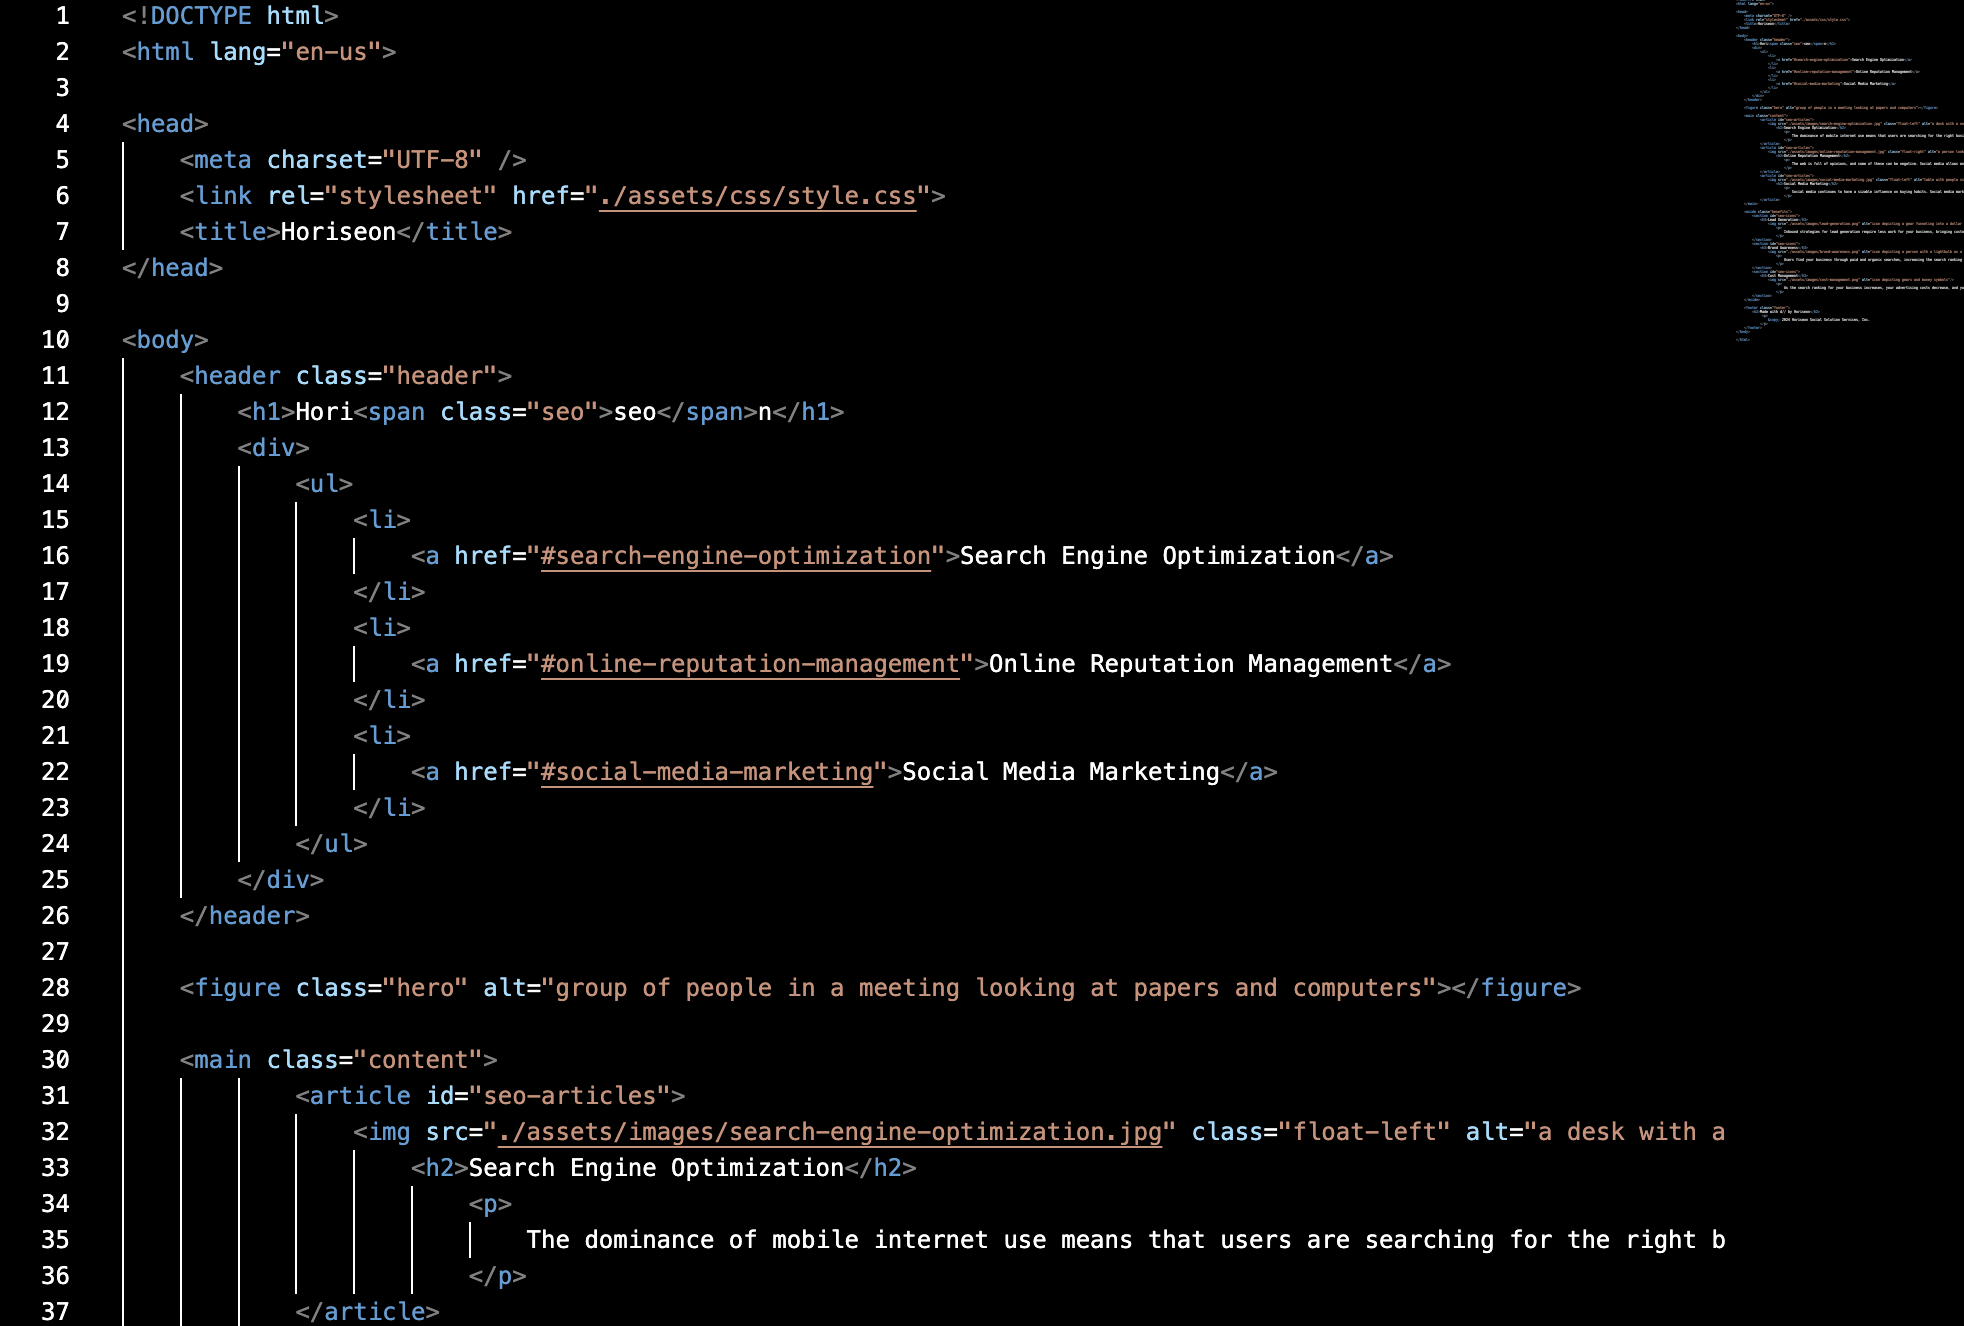 1 <!DOCTYPE html>
2 <html lang="en-us">
3
4 <head>
5     <meta charset="UTF-8" />
6     <link rel="stylesheet" href="./assets/css/style.css">
7     <title>Horiseon</title>
8 </head>
9
10 <body>
11     <header class="header">
12         <h1>Hori<span class="seo">seo</span>n</h1>
13         <div>
14             <ul>
15                 <li>
16                     <a href="#search-engine-optimization">Search Engine Optimization</a>
17                 </li>
18                 <li>
19                     <a href="#online-reputation-management">Online Reputation Management</a>
20                 </li>
21                 <li>
22                     <a href="#social-media-marketing">Social Media Marketing</a>
23                 </li>
24             </ul>
25         </div>
26     </header>
27
28     <figure class="hero" alt="group of people in a meeting looking at papers and computers"></figure>
29
30     <main class="content">
31             <article id="seo-articles">
32                 <img src="./assets/images/search-engine-optimization.jpg" class="float-left" alt="a desk with a
33                     <h2>Search Engine Optimization</h2>
34                         <p>
35                             The dominance of mobile internet use means that users are searching for the right b
36                         </p>
37             </article>